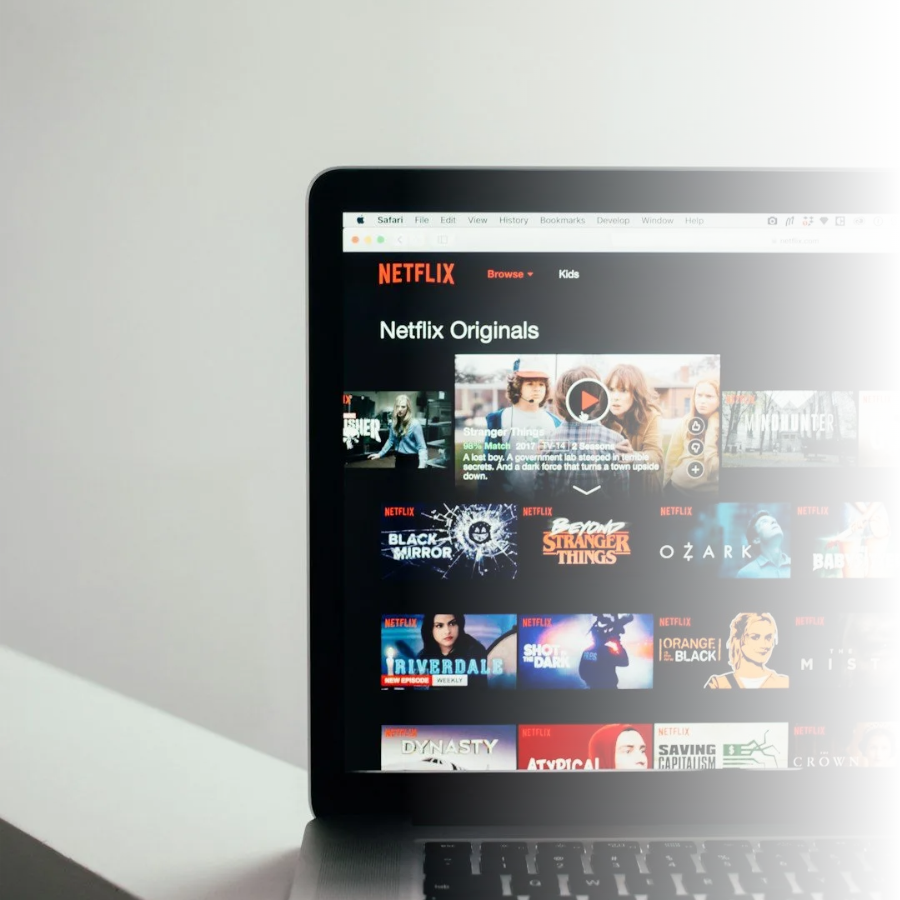 Safari File Edit View History Bookmarks Develop Window Help
NETFLIX Browse Kids
Netflix Originals
SHER
Stranger Things
98% Match 2017 TV-14 2 Seasons
A lost boy. A government lab steeped in terrible
secrets. And a dark force that turns a town upside
down.
MINDHUNTER
NETFLIX
BLACK
MIRROR
NETFLIX
BEYOND
STRANGER
THINGS
NETFLIX
OZARK
NETFLIX
BAB
NETFLIX
RIVERDALE
NEW EPISODE WEEKLY
NETFLIX
SHOT IN
THE DARK
NETFLIX
ORANGE
IS THE NEW
BLACK
NETFLIX
THE
MIST
NETFLIX
DYNASTY
NETFLIX
ATYPICAL
NETFLIX
SAVING
CAPITALISM
NETFLIX
CROWN